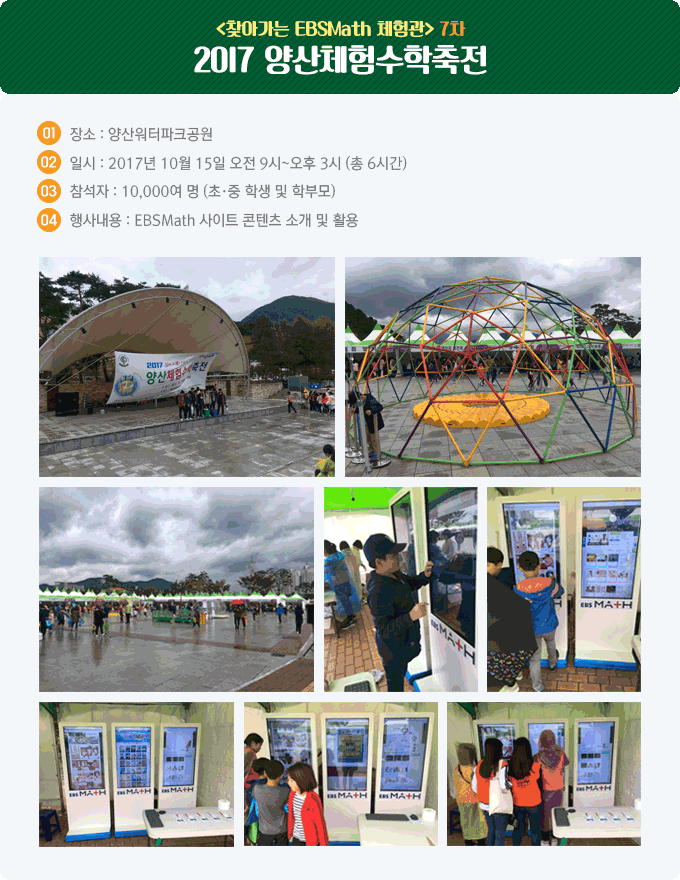 <찾아가는 EBSMath 체험관> 7차
2017 양산체험수학축전
01 장소 : 양산워터파크공원
02 일시 : 2017년 10월 15일 오전 9시~오후 3시 (총 6시간)
03 참석자 : 10,000여 명 (초·중 학생 및 학부모)
04 행사내용 : EBSMath 사이트 콘텐츠 소개 및 활용
2017
양산체험수학축전
EBS MATH
EBS MATH
EBS MATH
EBS MATH
EBS MATH
EBS MATH
EBS MATH
EBS MATH
EBS MATH
EBS MATH
EBS MATH